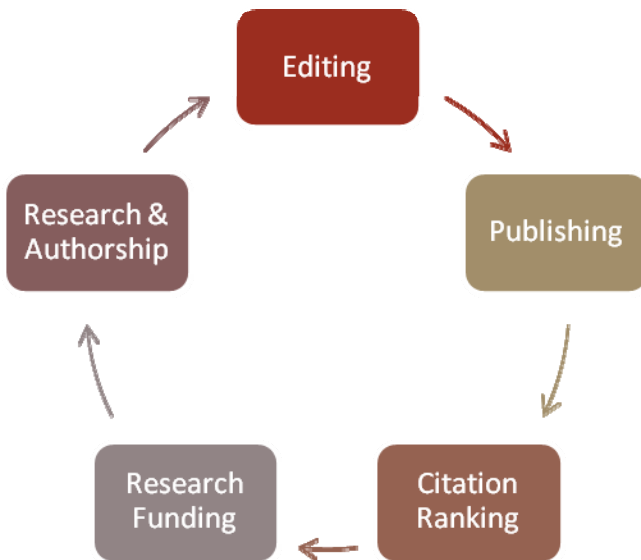 Editing
Publishing
Citation
Ranking
Research
Funding
Research &
Authorship